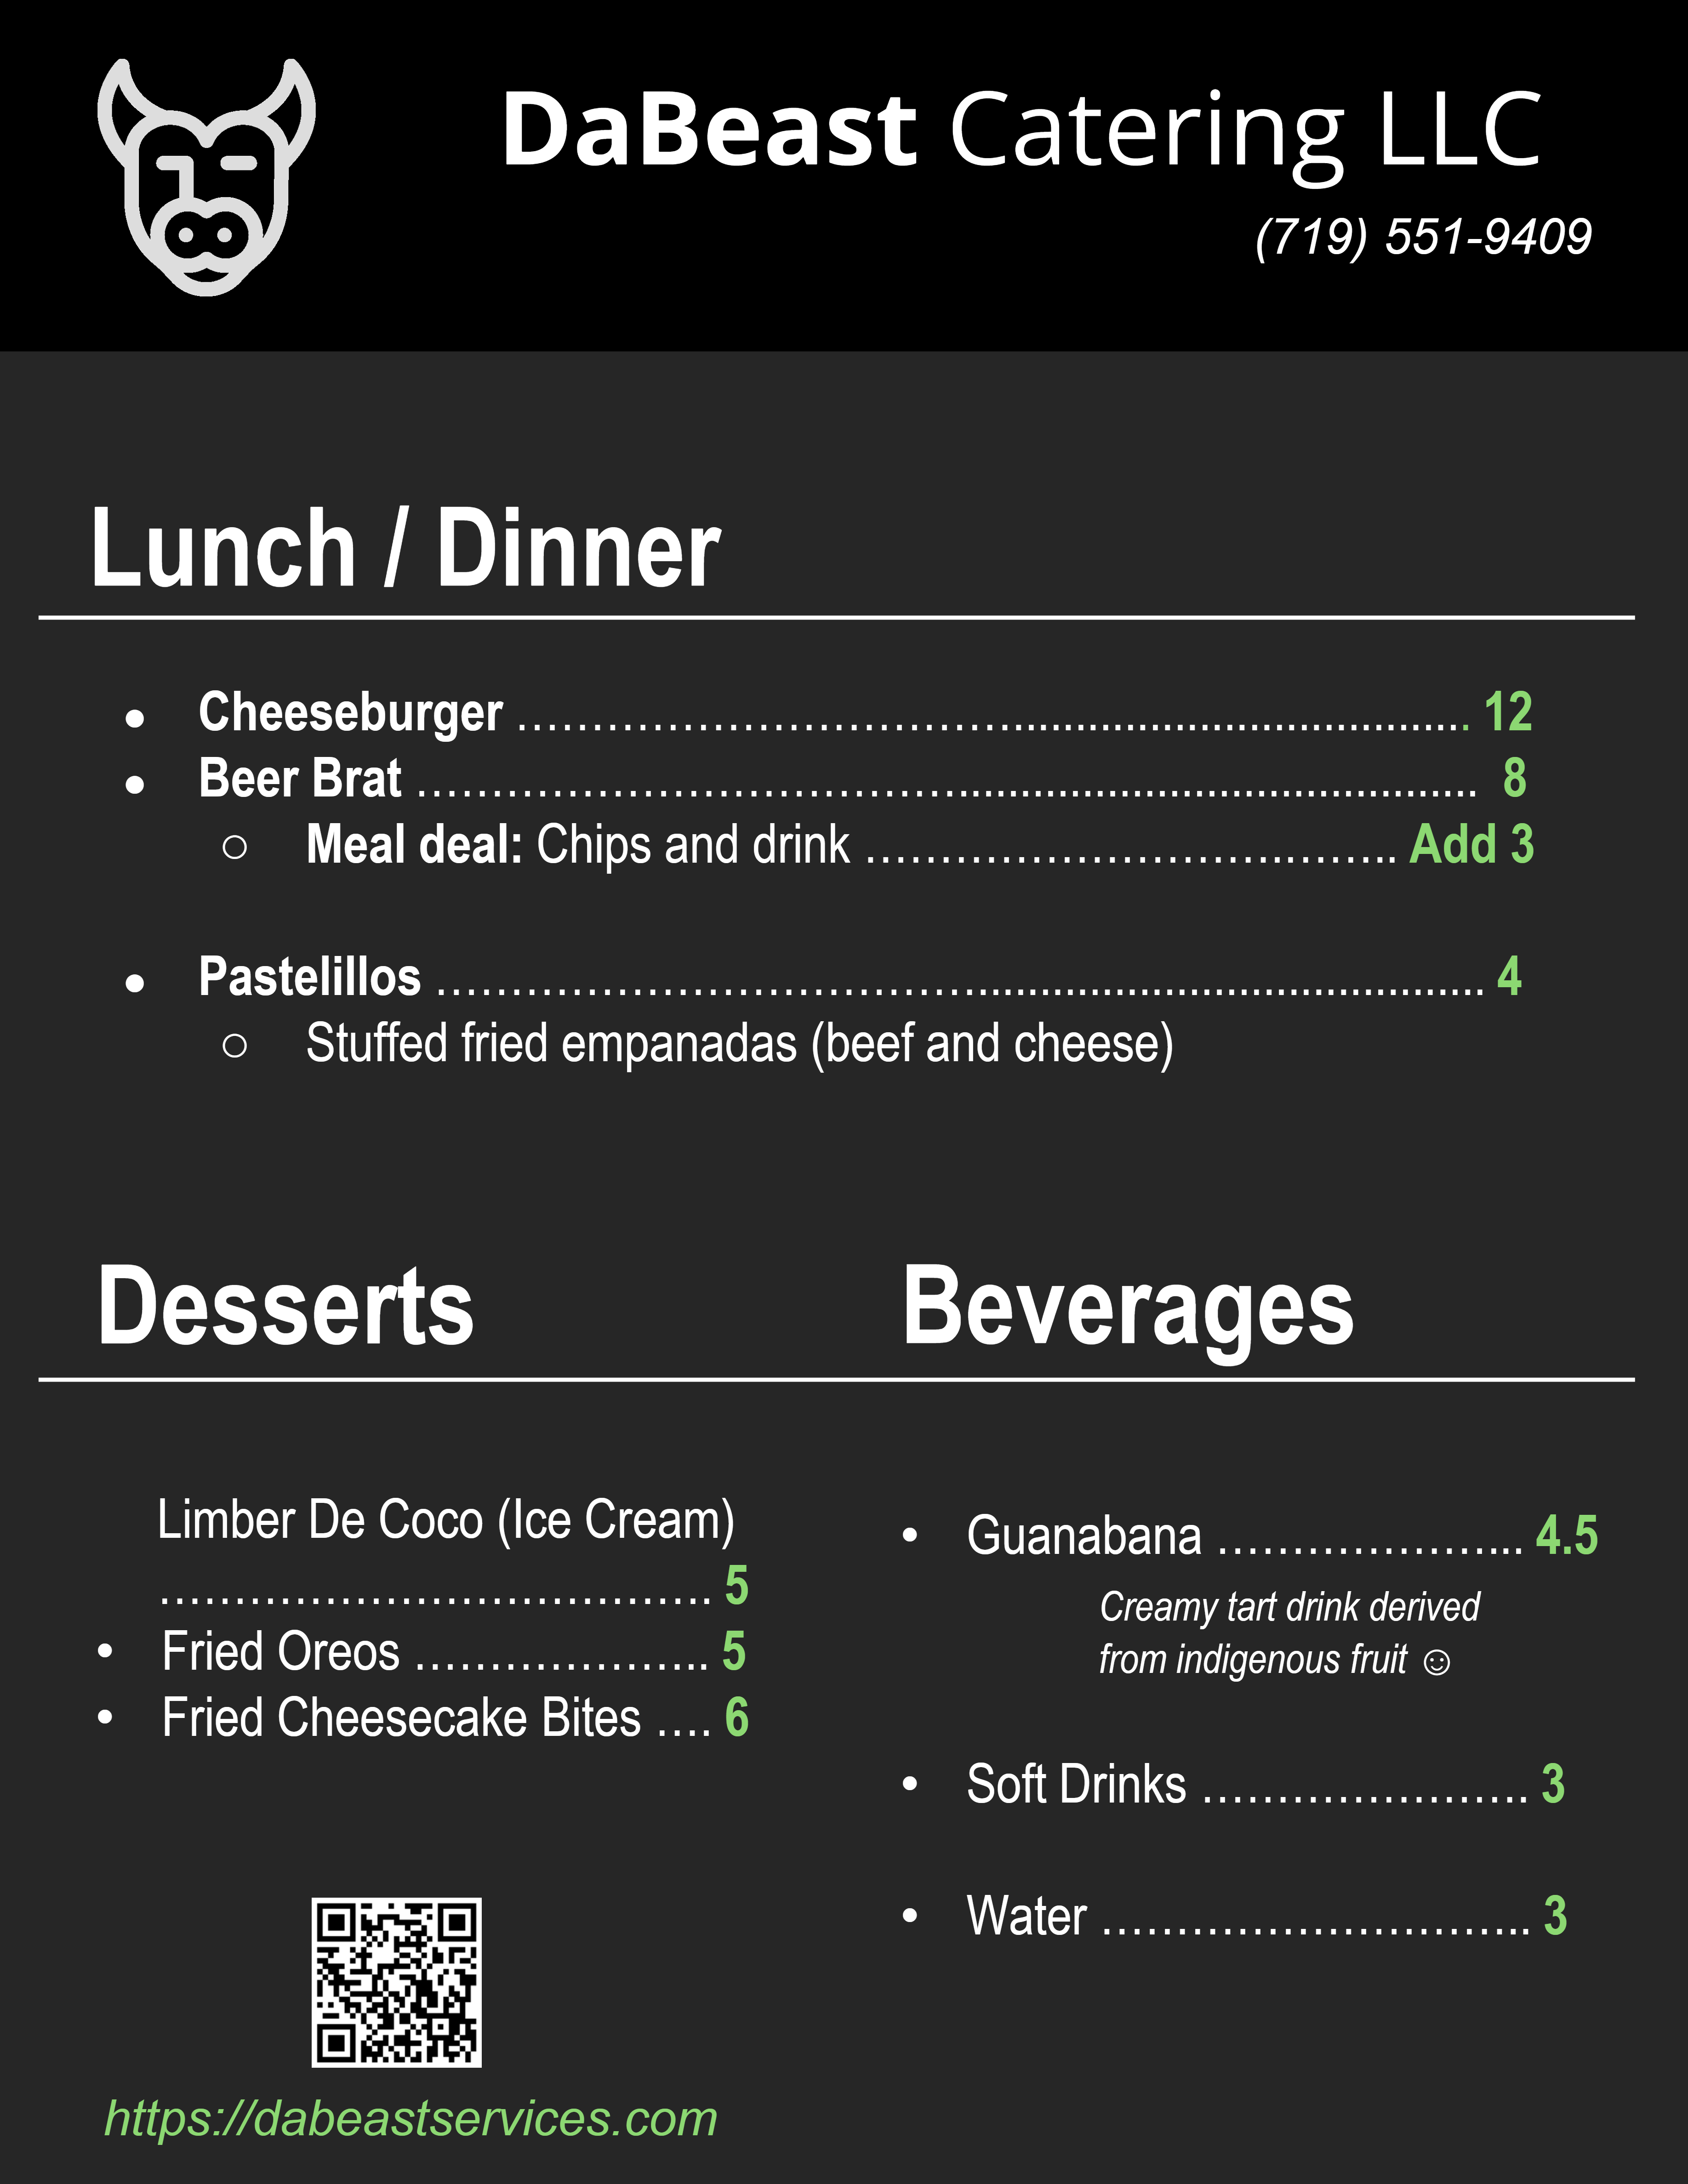 DaBeast Catering LLC
(719) 551-9409
Lunch / Dinner
• Cheeseburger ........................................................................ 12
• Beer Brat ........................................................................ 8
○ Meal deal: Chips and drink .................................... Add 3
• Pastelillos ........................................................................ 4
○ Stuffed fried empanadas (beef and cheese)
Desserts
Limber De Coco (Ice Cream)
..................................... 5
• Fried Oreos .................... 5
• Fried Cheesecake Bites .... 6
Beverages
• Guanabana ..................... 4.5
Creamy tart drink derived
from indigenous fruit ☺
• Soft Drinks ...................... 3
• Water ............................. 3
https://dabeastservices.com